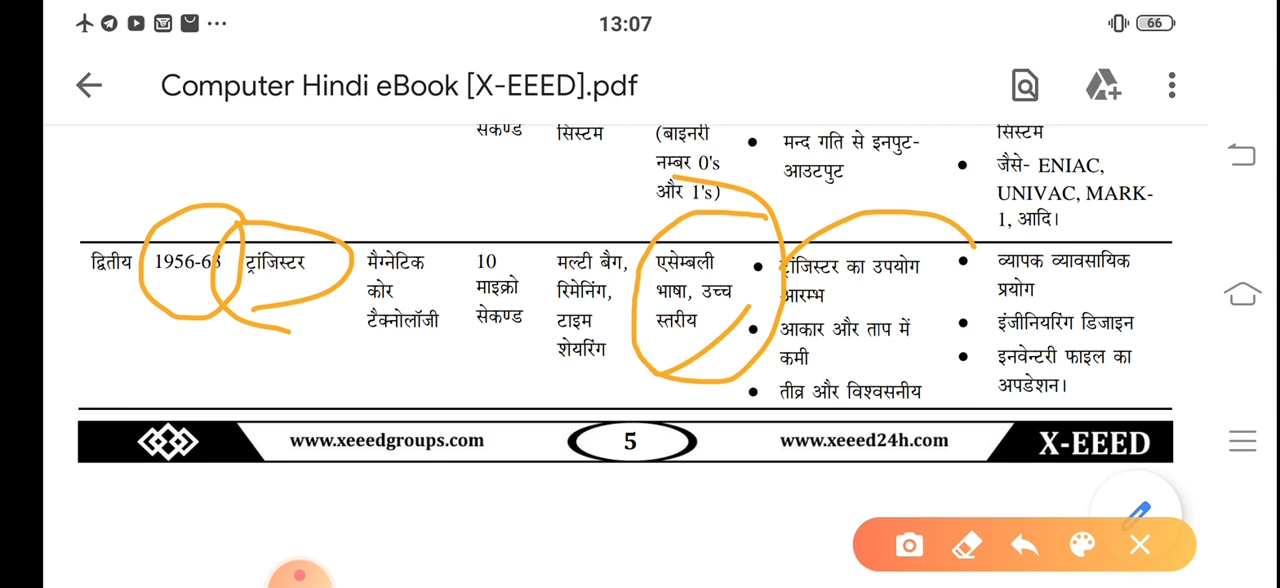 13:07
66
Computer Hindi eBook [X-EEED].pdf
सेकण्ड
सिस्टम
(बाइनरी
नम्बर 0's
और 1's)
• मन्द गति से इनपुट-
आउटपुट
सिस्टम
• जैसे- ENIAC,
UNIVAC, MARK-
1, आदि।
द्वितीय
1956-63
ट्रांजिस्टर
मैग्नेटिक
कोर
टैक्नोलॉजी
10
माइक्रो
सेकण्ड
मल्टी बैग,
रिमेनिंग,
टाइम
शेयरिंग
एसेम्बली
भाषा, उच्च
स्तरीय
• ट्रांजिस्टर का उपयोग
आरम्भ
• आकार और ताप में
कमी
• तीव्र और विश्वसनीय
• व्यापक व्यावसायिक
प्रयोग
• इंजीनियरिंग डिजाइन
• इनवेन्टरी फाइल का
अपडेशन।
www.xeeedgroups.com
5
www.xeeed24h.com
X-EEED